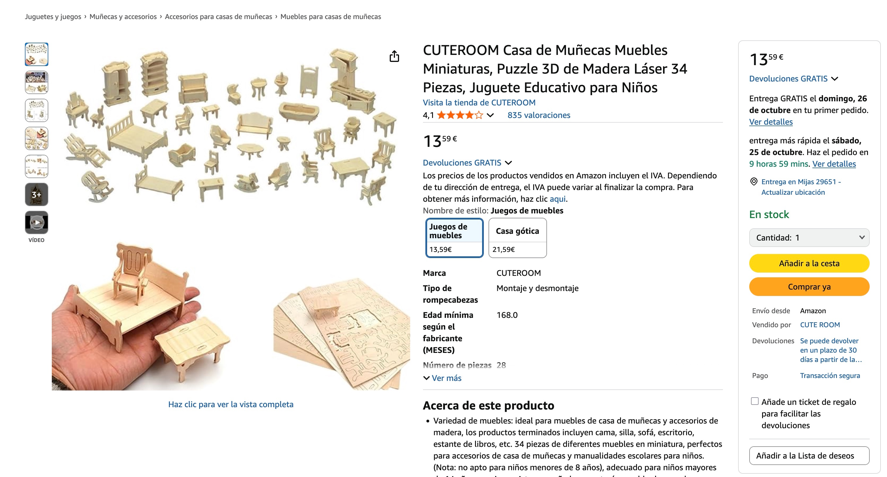 Juguetes y juegos › Muñecas y accesorios › Accesorios para casas de muñecas › Muebles para casas de muñecas
3+
VÍDEO
Haz clic para ver la vista completa
CUTEROOM Casa de Muñecas Muebles
Miniaturas, Puzzle 3D de Madera Láser 34
Piezas, Juguete Educativo para Niños
Visita la tienda de CUTEROOM
4,1 835 valoraciones
13 59 €
Devoluciones GRATIS
Los precios de los productos vendidos en Amazon incluyen el IVA. Dependiendo
de tu dirección de entrega, el IVA puede variar al finalizar la compra. Para
obtener más información, haz clic aquí.
Nombre de estilo: Juegos de muebles
Juegos de
muebles
13,59€
Casa gótica
21,59€
Marca CUTEROOM
Tipo de Montaje y desmontaje
rompecabezas
Edad mínima 168.0
según el
fabricante
(MESES)
Número de piezas 28
Ver más
Acerca de este producto
• Variedad de muebles: ideal para muebles de casa de muñecas y accesorios de
madera, los productos terminados incluyen cama, silla, sofá, escritorio,
estante de libros, etc. 34 piezas de diferentes muebles en miniatura, perfectos
para accesorios de casa de muñecas y manualidades escolares para niños.
(Nota: no apto para niños menores de 8 años), adecuado para niños mayores
13 59 €
Devoluciones GRATIS
Entrega GRATIS el domingo, 26
de octubre en tu primer pedido.
Ver detalles
entrega más rápida el sábado,
25 de octubre. Haz el pedido en
9 horas 59 mins. Ver detalles
Entrega en Mijas 29651 -
Actualizar ubicación
En stock
Cantidad: 1
Añadir a la cesta
Comprar ya
Envío desde Amazon
Vendido por CUTE ROOM
Devoluciones Se puede devolver
en un plazo de 30
días a partir de la...
Pago Transacción segura
Añade un ticket de regalo
para facilitar las
devoluciones
Añadir a la Lista de deseos